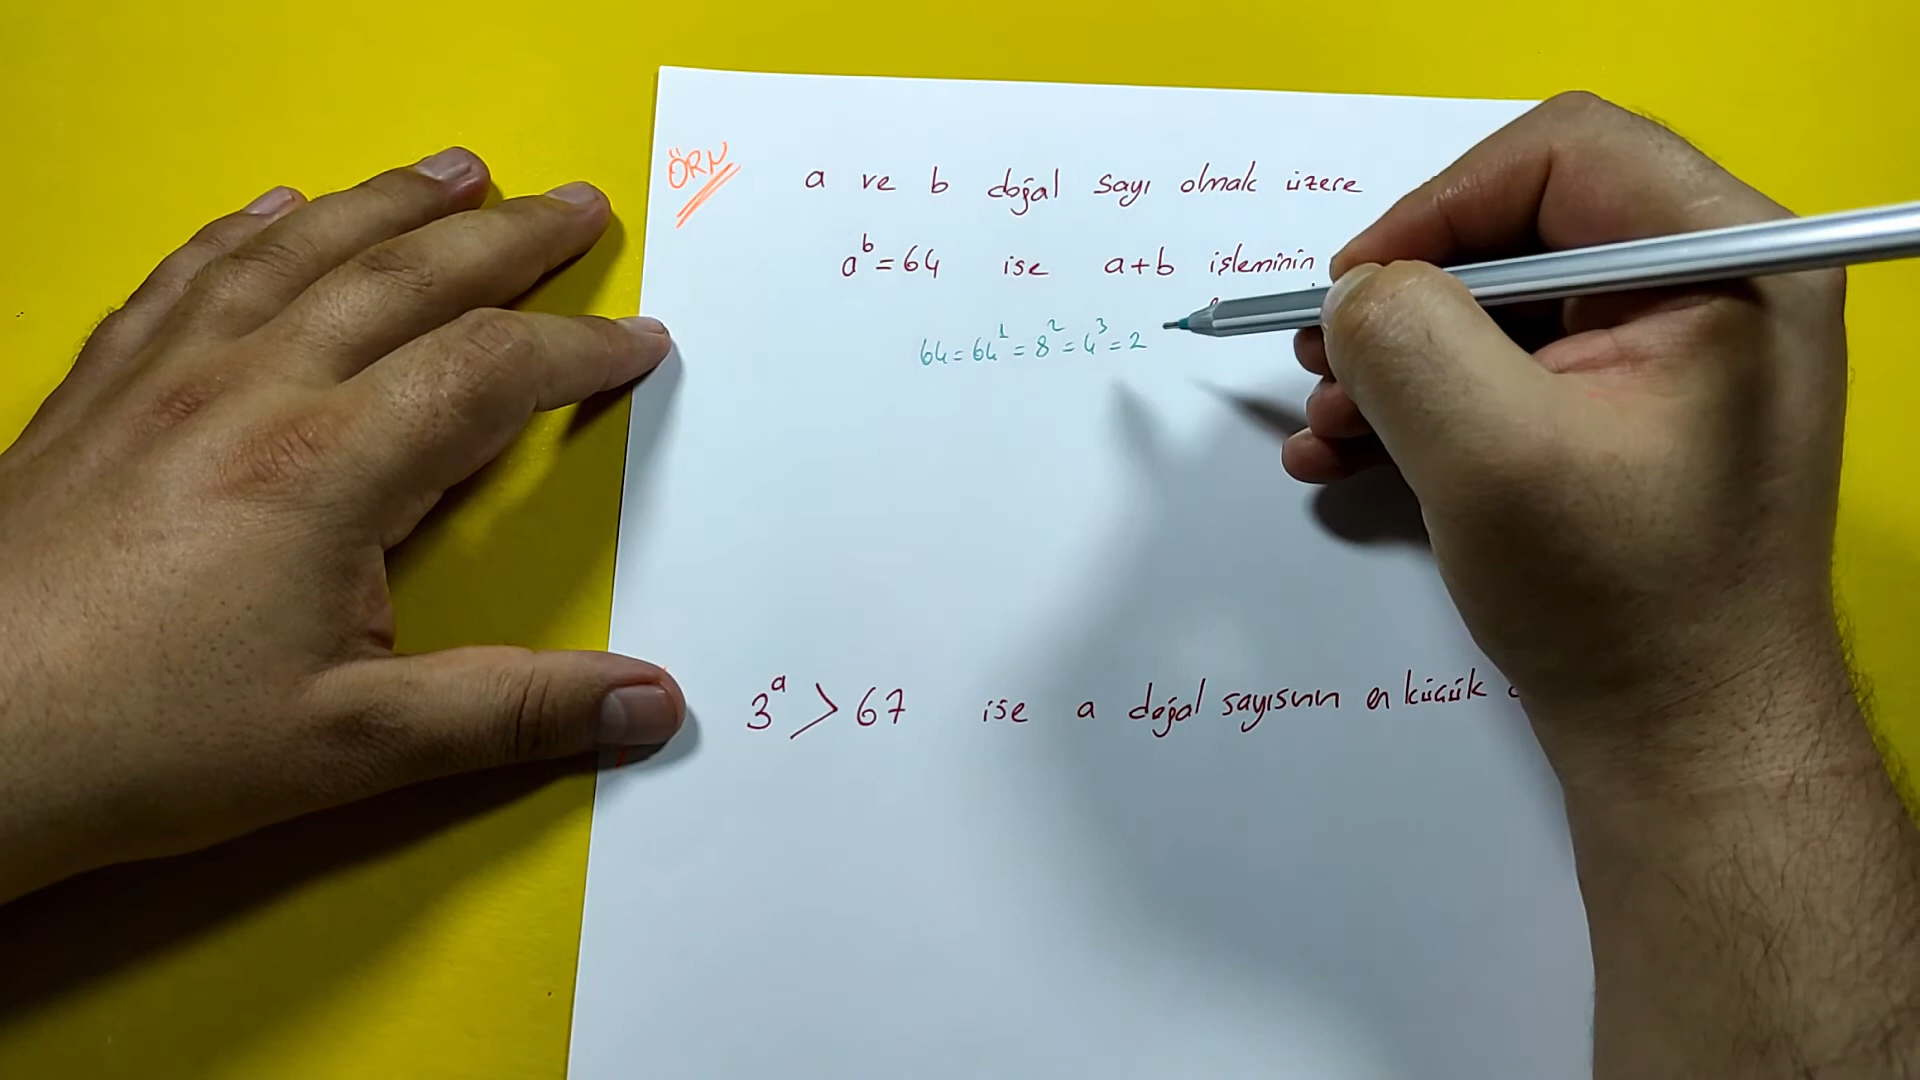 ÖRN
a ve b doğal sayı olmak üzere
a^b = 64 ise a+b işleminin
64 = 64^1 = 8^2 = 4^3 = 2
3^a > 67 ise a doğal sayısının en küçük